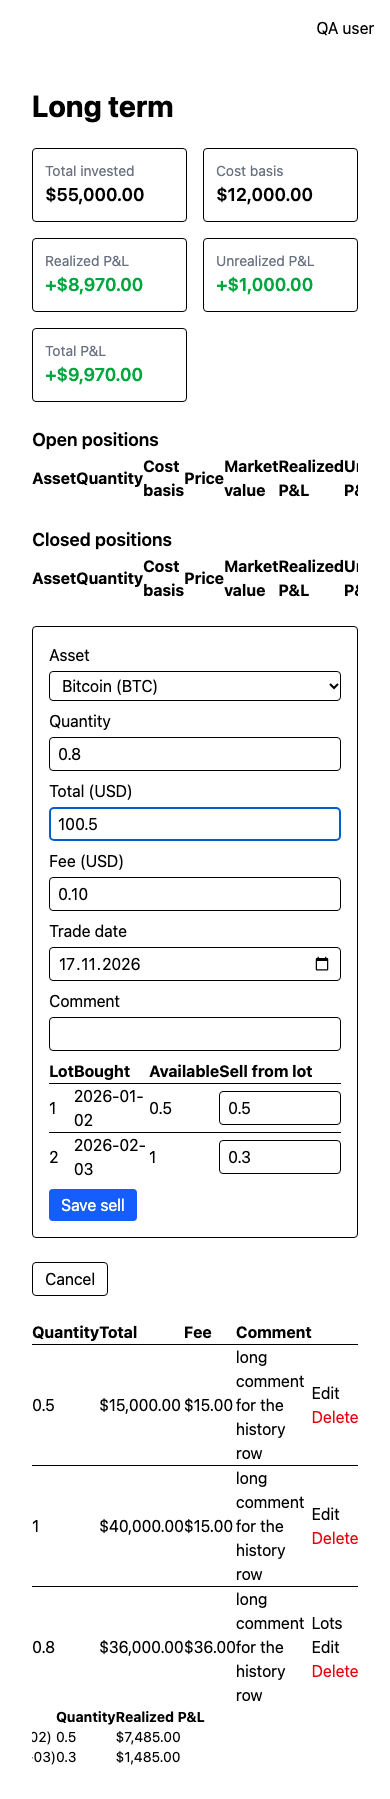 QA user
Long term
Total invested
$55,000.00
Cost basis
$12,000.00
Realized P&L
+$8,970.00
Unrealized P&L
+$1,000.00
Total P&L
+$9,970.00
Open positions
Asset Quantity Cost basis Price Market value Realized P&L
Closed positions
Asset Quantity Cost basis Price Market value Realized P&L
Asset
Bitcoin (BTC)
Quantity
0.8
Total (USD)
100.5
Fee (USD)
0.10
Trade date
17.11.2026
Comment
Lot Bought Available Sell from lot
1 2026-01-02 0.5 0.5
2 2026-02-03 1 0.3
Save sell
Cancel
Quantity Total Fee Comment
0.5 $15,000.00 $15.00 long comment for the history row Edit Delete
1 $40,000.00 $15.00 long comment for the history row Edit Delete
0.8 $36,000.00 $36.00 long comment for the history row Lots Edit Delete
Quantity Realized P&L
02) 0.5 $7,485.00
-03) 0.3 $1,485.00